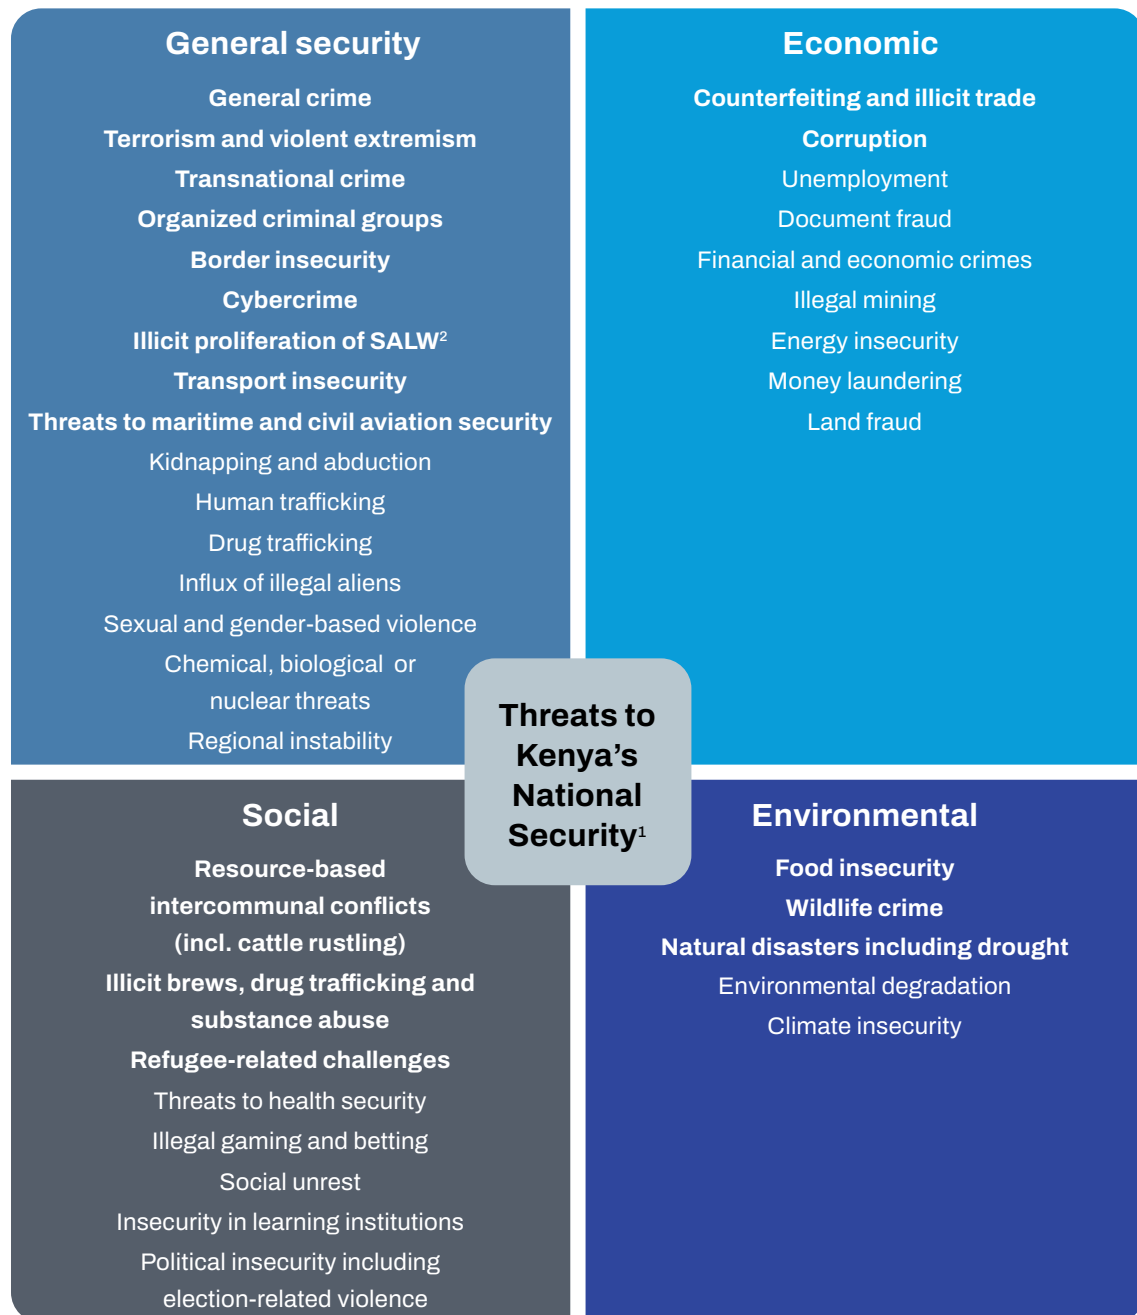 General security
General crime
Terrorism and violent extremism
Transnational crime
Organized criminal groups
Border insecurity
Cybercrime
Illicit proliferation of SALW²
Transport insecurity
Threats to maritime and civil aviation security
Kidnapping and abduction
Human trafficking
Drug trafficking
Influx of illegal aliens
Sexual and gender-based violence
Chemical, biological or
nuclear threats
Regional instability
Economic
Counterfeiting and illicit trade
Corruption
Unemployment
Document fraud
Financial and economic crimes
Illegal mining
Energy insecurity
Money laundering
Land fraud
Threats to
Kenya’s
National
Security¹
Social
Resource-based
intercommunal conflicts
(incl. cattle rustling)
Illicit brews, drug trafficking and
substance abuse
Refugee-related challenges
Threats to health security
Illegal gaming and betting
Social unrest
Insecurity in learning institutions
Political insecurity including
election-related violence
Environmental
Food insecurity
Wildlife crime
Natural disasters including drought
Environmental degradation
Climate insecurity